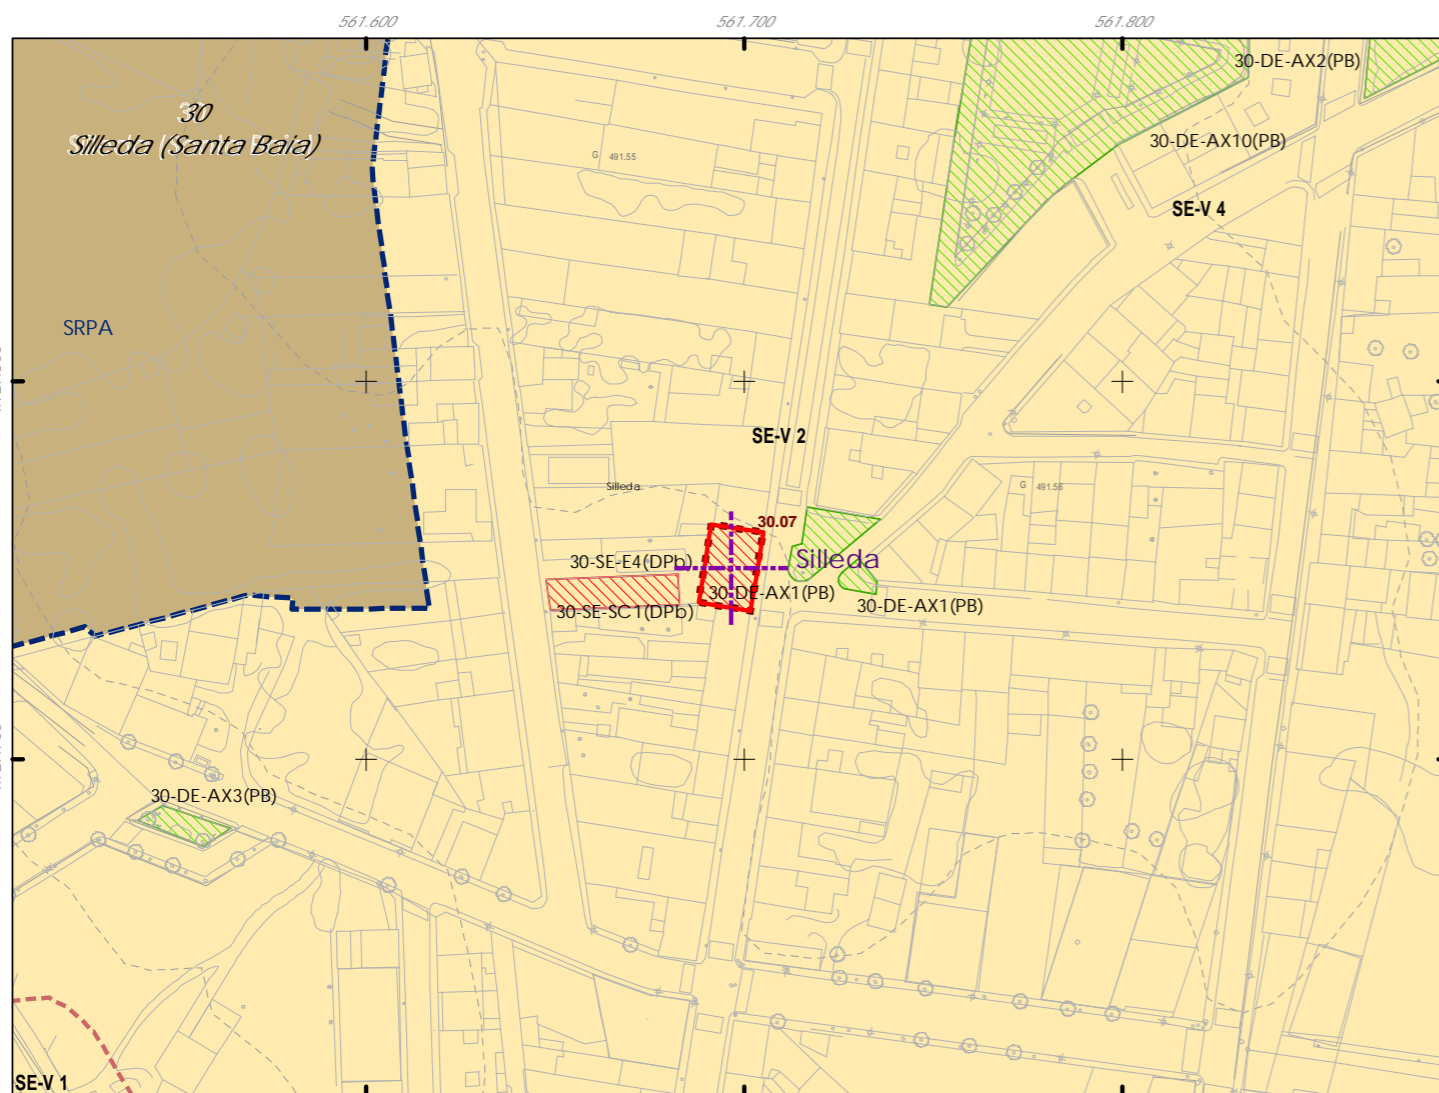 561.600
561.700
561.800
30-DE-AX2(PB)
30
Silleda (Santa Baia)
30-DE-AX10(PB)
G 491.55
SE-V 4
SRPA
SE-V 2
Silleda
G 491.56
30.07
30-SE-E4(DPb)
Silleda
30-DE-AX1(PB)
30-DE-AX1(PB)
30-SE-SC1(DPb)
30-DE-AX3(PB)
SE-V 1